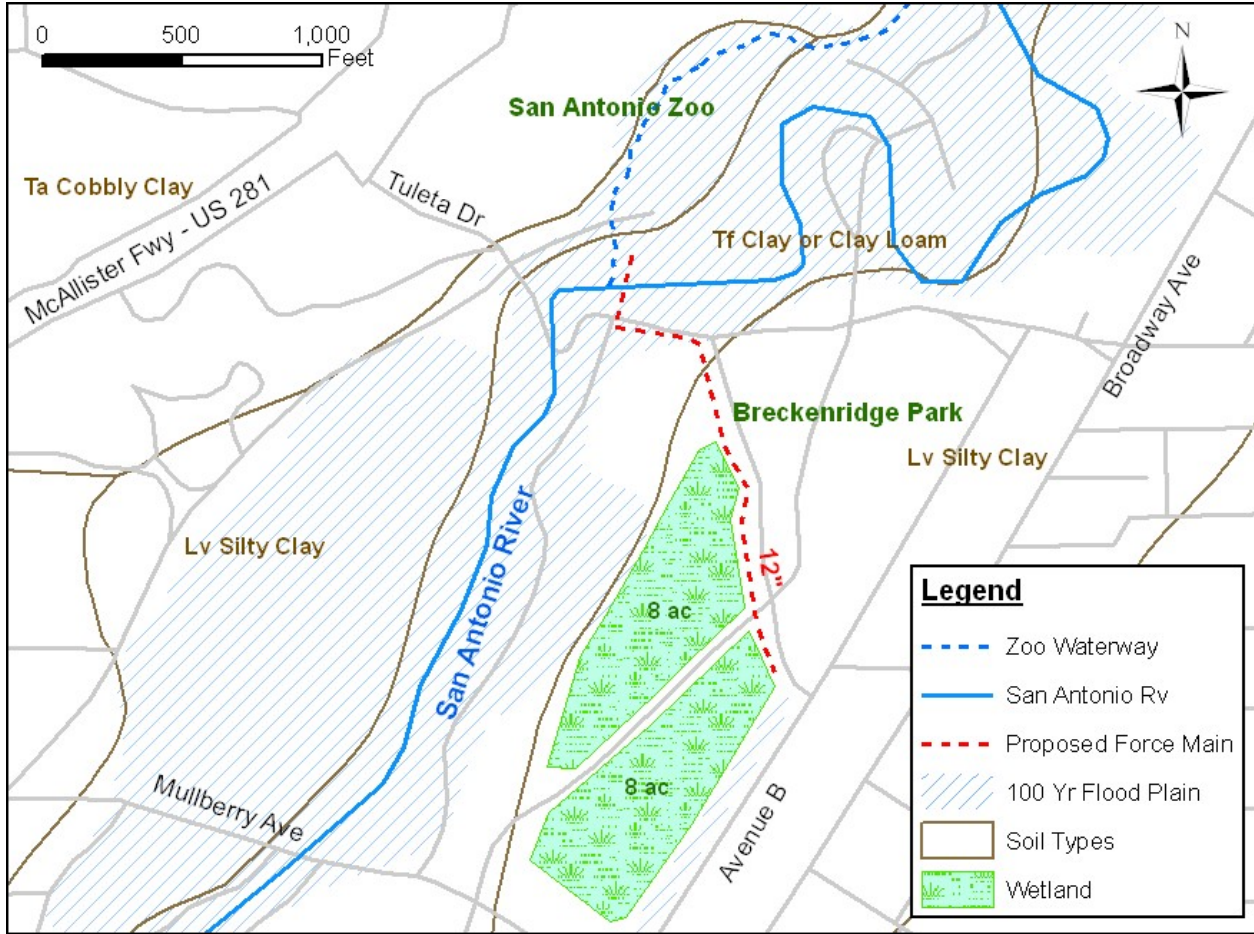 0 500 1,000
Feet
N
San Antonio Zoo
Ta Cobbly Clay
McAllister Fwy - US 281
Tuleta Dr
Tf Clay or Clay Loam
Broadway Ave
Breckenridge Park
Lv Silty Clay
San Antonio River
Lv Silty Clay
12"
8 ac
8 ac
Mullberry Ave
Avenue B
Legend
Zoo Waterway
San Antonio Rv
Proposed Force Main
100 Yr Flood Plain
Soil Types
Wetland